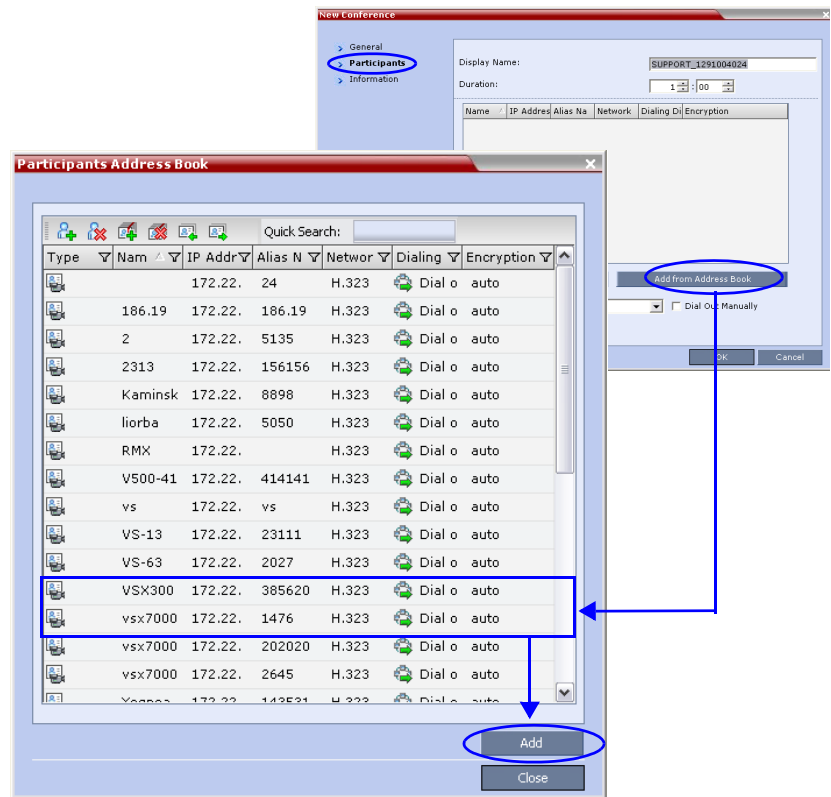 New Conference
General
Participants
Information
Display Name:
SUPPORT_1291004024
Duration:
1 : 00
Name IP Addres Alias Na Network Dialing Di Encryption
Add from Address Book
Dial Out Manually
OK Cancel
Participants Address Book
Quick Search:
Type Nam IP Addr Alias N Networ Dialing Encryption
172.22. 24 H.323 Dial o auto
186.19 172.22. 186.19 H.323 Dial o auto
2 172.22. 5135 H.323 Dial o auto
2313 172.22. 156156 H.323 Dial o auto
Kaminsk 172.22. 8898 H.323 Dial o auto
liorba 172.22. 5050 H.323 Dial o auto
RMX 172.22. H.323 Dial o auto
V500-41 172.22. 414141 H.323 Dial o auto
vs 172.22. vs H.323 Dial o auto
VS-13 172.22. 23111 H.323 Dial o auto
VS-63 172.22. 2027 H.323 Dial o auto
VSX300 172.22. 385620 H.323 Dial o auto
vsx7000 172.22. 1476 H.323 Dial o auto
vsx7000 172.22. 202020 H.323 Dial o auto
vsx7000 172.22. 2645 H.323 Dial o auto
172.22. 143531 H.323 Dial o auto
Add
Close